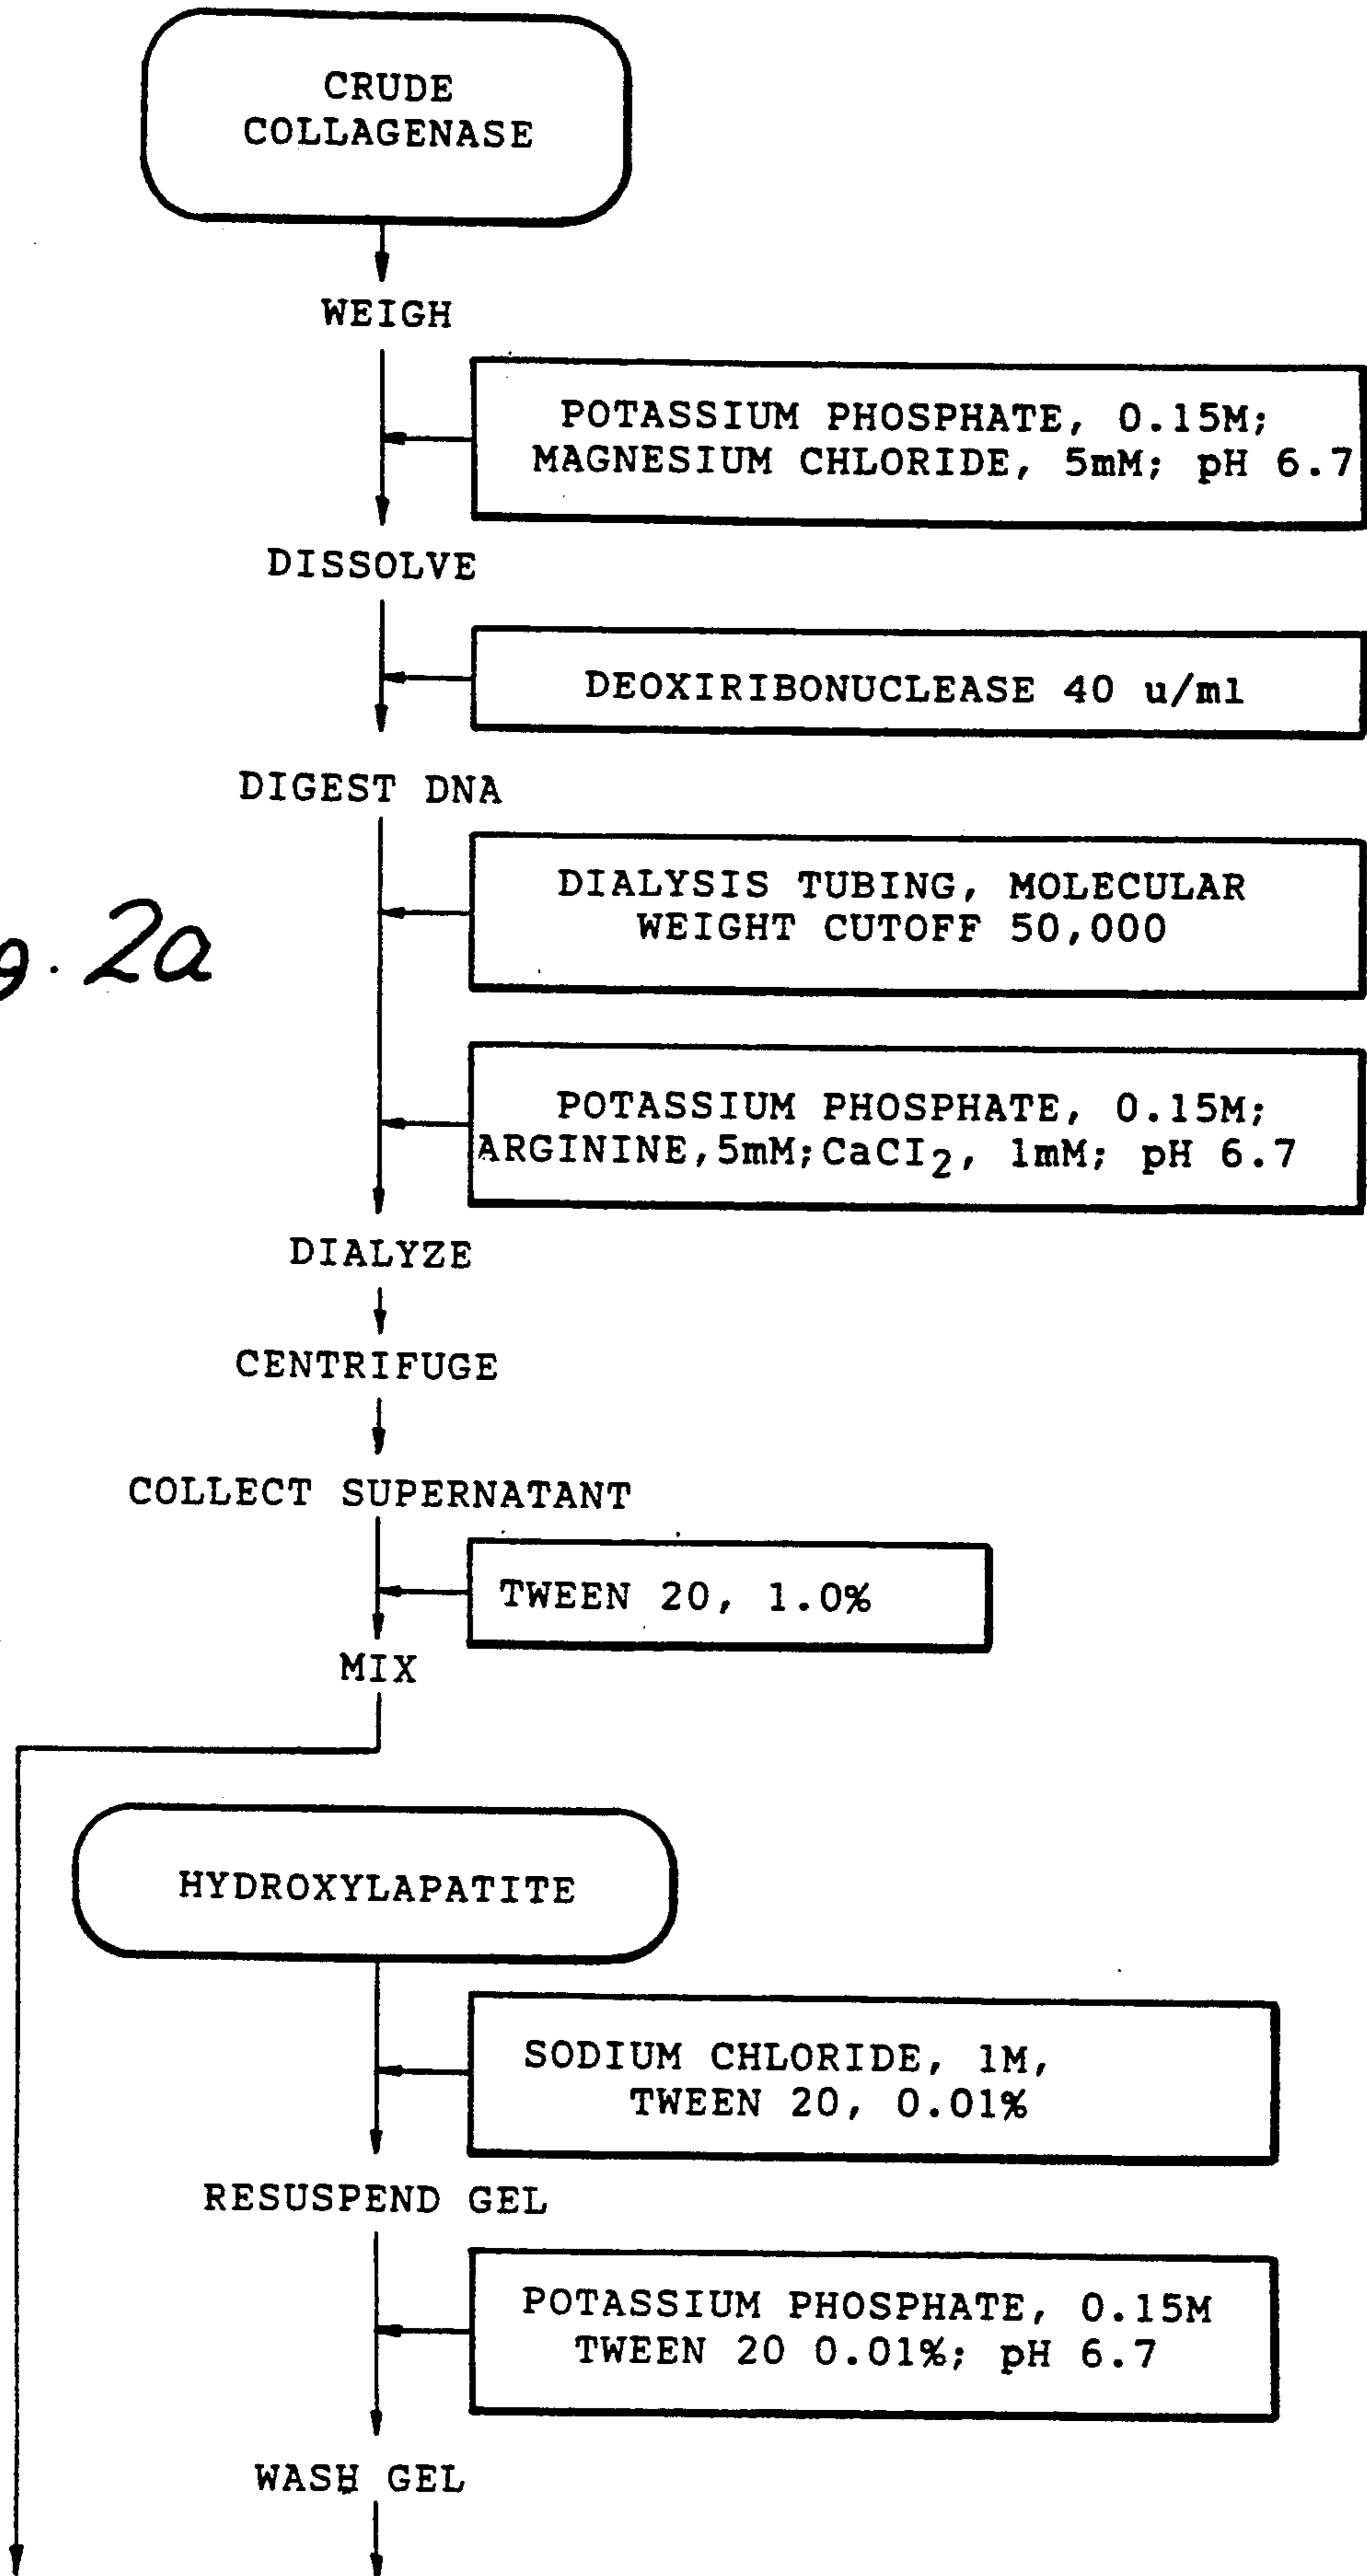 CRUDE
COLLAGENASE
WEIGH
POTASSIUM PHOSPHATE, 0.15M;
MAGNESIUM CHLORIDE, 5mM; pH 6.7
DISSOLVE
DEOXIRIBONUCLEASE 40 u/ml
DIGEST DNA
DIALYSIS TUBING, MOLECULAR
WEIGHT CUTOFF 50,000
g. 2a
POTASSIUM PHOSPHATE, 0.15M;
ARGININE,5mM;CaCI2, 1mM; pH 6.7
DIALYZE
CENTRIFUGE
COLLECT SUPERNATANT
TWEEN 20, 1.0%
MIX
HYDROXYLAPATITE
SODIUM CHLORIDE, 1M,
TWEEN 20, 0.01%
RESUSPEND GEL
POTASSIUM PHOSPHATE, 0.15M
TWEEN 20 0.01%; pH 6.7
WASH GEL